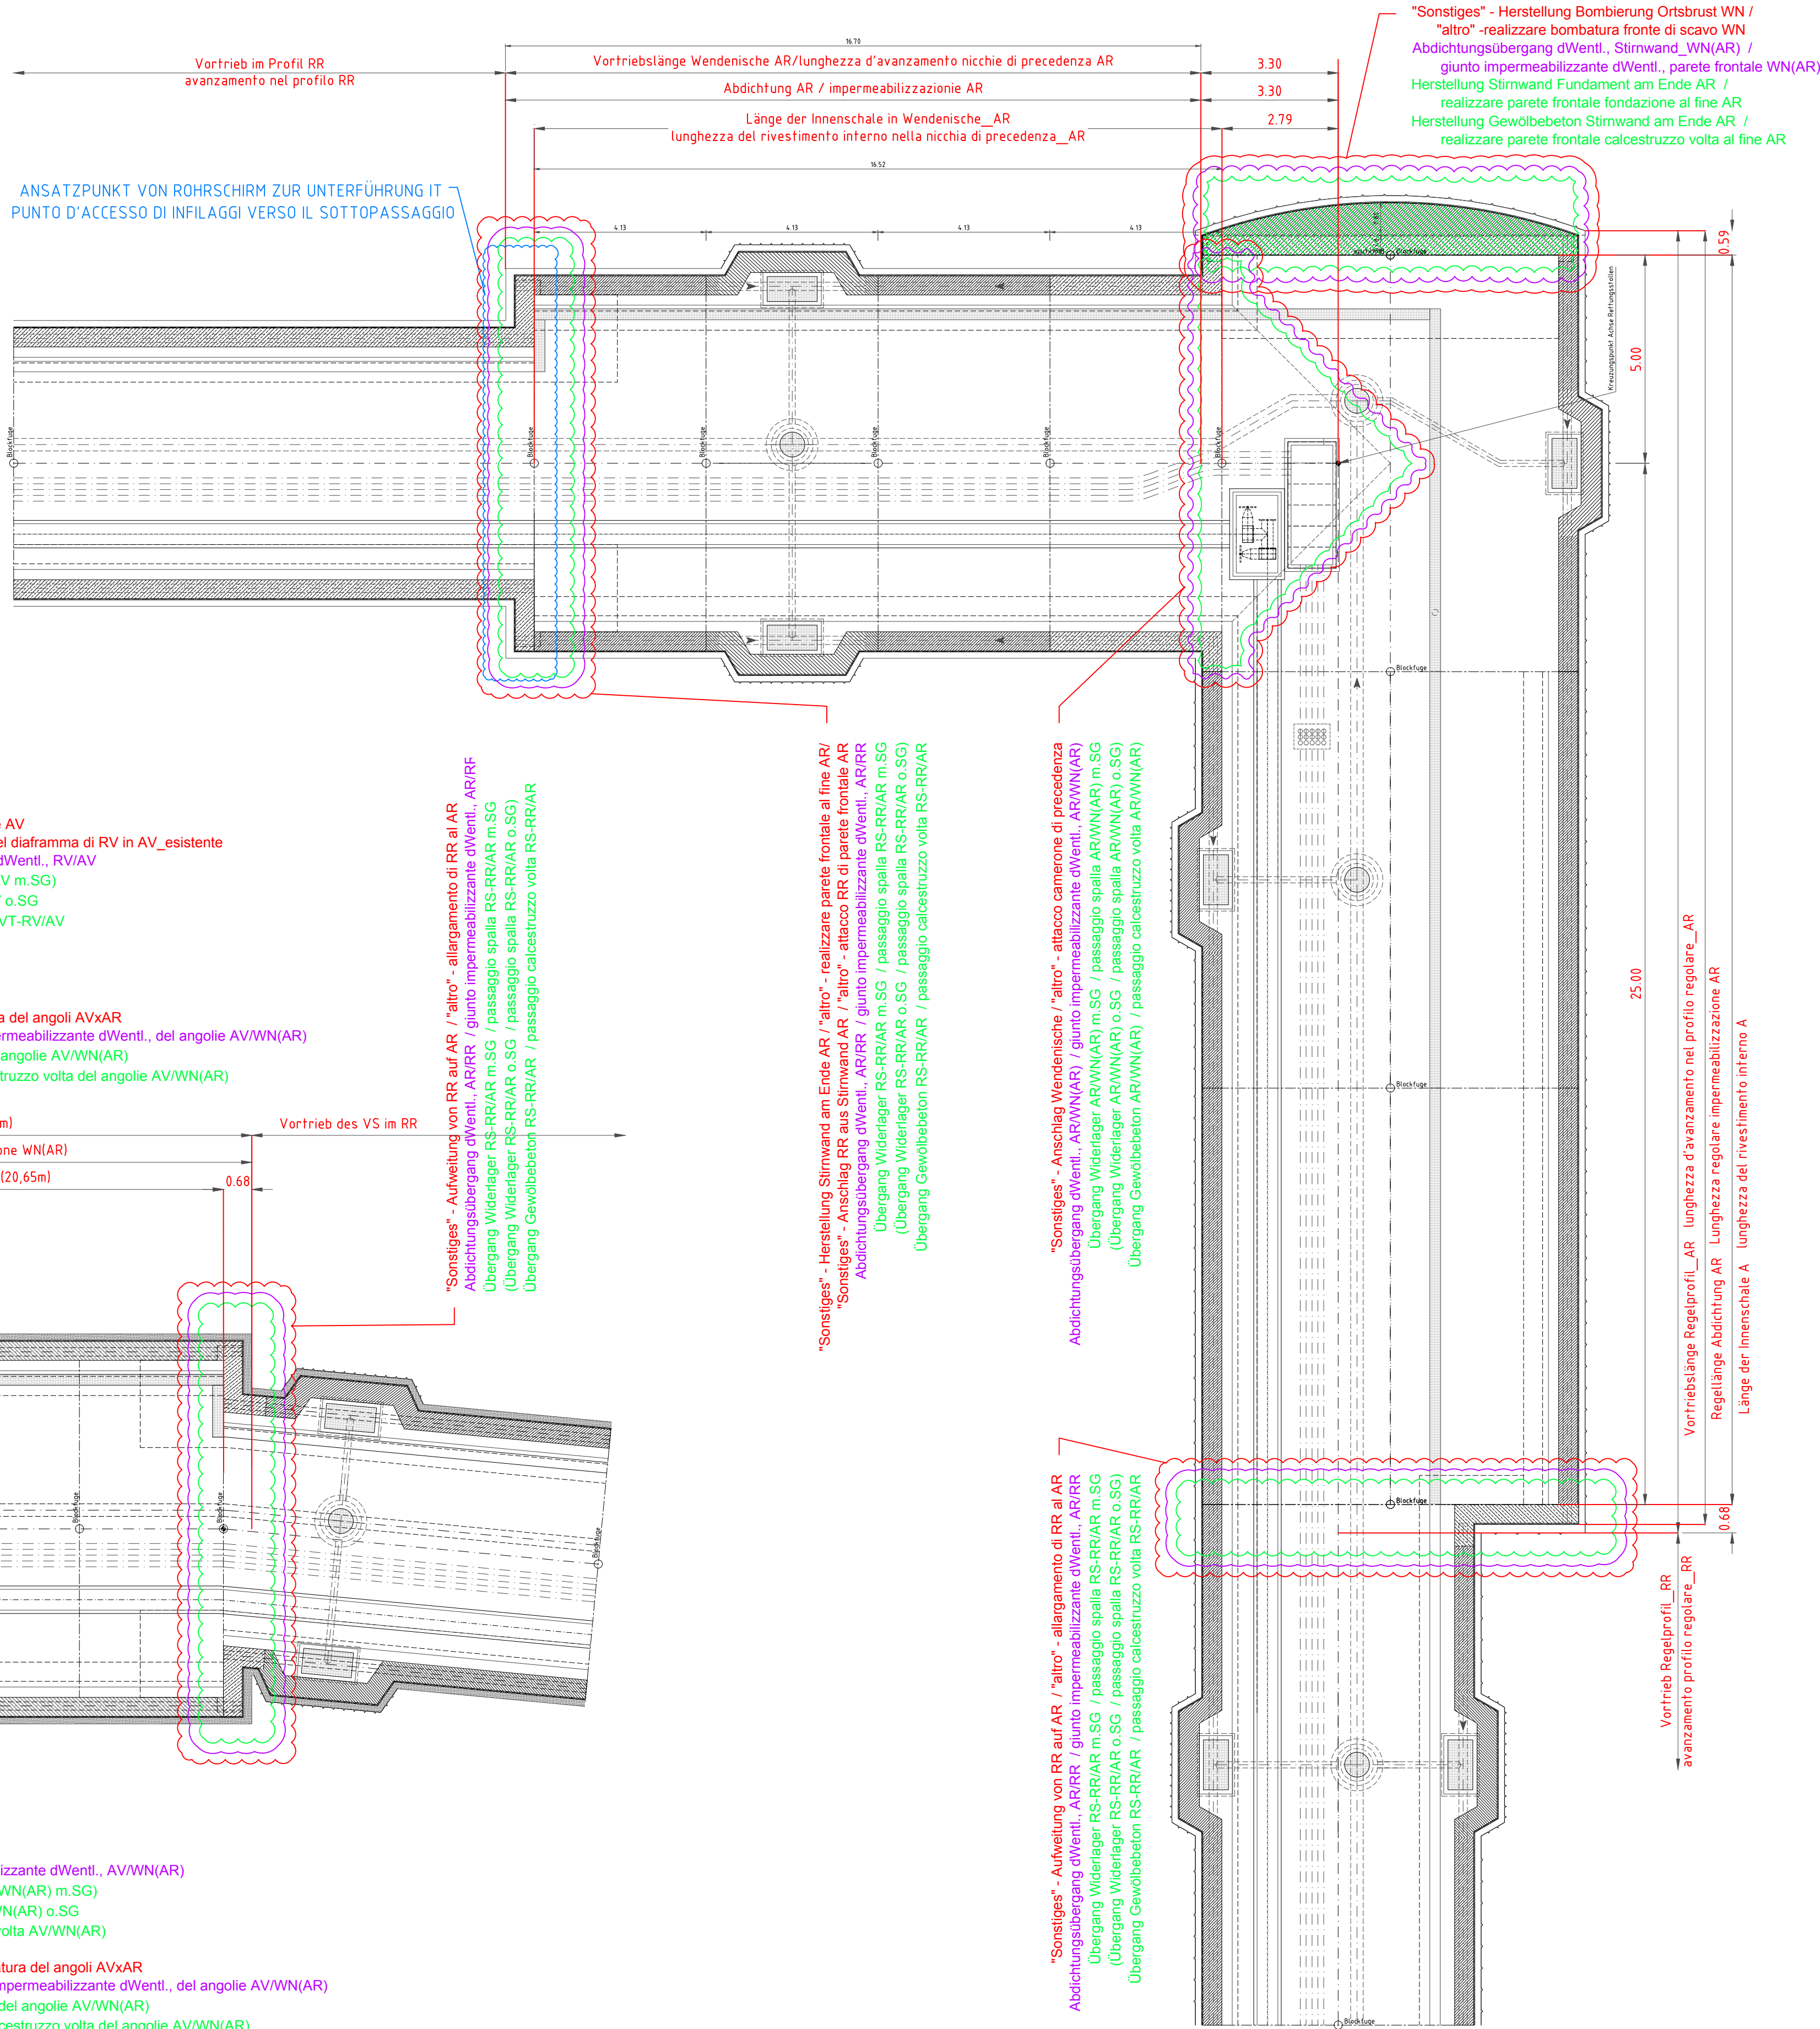 "Sonstiges" - Herstellung Bombierung Ortsbrust WN /
"altro" -realizzare bombatura fronte di scavo WN
Abdichtungsübergang dWentl., Stirnwand_WN(AR) /
giunto impermeabilizzante dWentl., parete frontale WN(AR)
Herstellung Stirnwand Fundament am Ende AR /
realizzare parete frontale fondazione al fine AR
Herstellung Gewölbebeton Stirnwand am Ende AR /
realizzare parete frontale calcestruzzo volta al fine AR
16.70
Vortrieb im Profil RR
avanzamento nel profilo RR
Vortriebslänge Wendenische AR/lunghezza d'avanzamento nicchie di precedenza AR
3.30
Abdichtung AR / impermeabilizzazionie AR
3.30
Länge der Innenschale in Wendenische_AR
lunghezza del rivestimento interno nella nicchia di precedenza_AR
2.79
16.52
ANSATZPUNKT VON ROHRSCHIRM ZUR UNTERFÜHRUNG IT
PUNTO D'ACCESSO DI INFILAGGI VERSO IL SOTTOPASSAGGIO
4.13
4.13
4.13
4.13
Blockfuge
0.59
5.00
Kreuzungspunkt Achse Rettungsstollen
Blockfuge
Blockfuge
Blockfuge
Blockfuge
Blockfuge
Blockfuge
Blockfuge
Blockfuge
Blockfuge
25.00
0.68
Vortriebslänge Regelprofil_AR lunghezza d'avanzamento nel profilo regolare_AR
Regellänge Abdichtung AR Lunghezza regolare impermeabilizzazione AR
Länge der Innenschale A lunghezza del rivestimento interno A
Vortrieb Regelprofil_RR
avanzamento profilo regolare_RR
"Sonstiges" - Aufweitung von RR auf AR / "altro" - allargamento di RR al AR
Abdichtungsübergang dWentl., AR/RR / giunto impermeabilizzante dWentl., AR/RF
Übergang Widerlager RS-RR/AR m.SG / passaggio spalla RS-RR/AR m.SG
(Übergang Widerlager RS-RR/AR o.SG / passaggio spalla RS-RR/AR o.SG)
Übergang Gewölbebeton RS-RR/AR / passaggio calcestruzzo volta RS-RR/AR
"Sonstiges" - Herstellung Stirnwand am Ende AR / "altro" - realizzare parete frontale al fine AR/
"Sonstiges" - Anschlag RR aus Stirnwand AR / "altro" - attacco RR di parete frontale AR
Abdichtungsübergang dWentl., AR/RR / giunto impermeabilizzante dWentl., AR/RR
Übergang Widerlager RS-RR/AR m.SG / passaggio spalla RS-RR/AR m.SG
(Übergang Widerlager RS-RR/AR o.SG / passaggio spalla RS-RR/AR o.SG)
Übergang Gewölbebeton RS-RR/AR / passaggio calcestruzzo volta RS-RR/AR
"Sonstiges" - Anschlag Wendenische / "altro" - attacco camerone di precedenza
Abdichtungsübergang dWentl., AR/WN(AR) / giunto impermeabilizzante dWentl., AR/WN(AR)
Übergang Widerlager AR/WN(AR) m.SG / passaggio spalla AR/WN(AR) m.SG
(Übergang Widerlager AR/WN(AR) o.SG / passaggio spalla AR/WN(AR) o.SG)
Übergang Gewölbebeton AR/WN(AR) / passaggio calcestruzzo volta AR/WN(AR)
"Sonstiges" - Aufweitung von RR auf AR / "altro" - allargamento di RR al AR
Abdichtungsübergang dWentl., AR/RR / giunto impermeabilizzante dWentl., AR/RR
Übergang Widerlager RS-RR/AR m.SG / passaggio spalla RS-RR/AR m.SG
(Übergang Widerlager RS-RR/AR o.SG / passaggio spalla RS-RR/AR o.SG)
Übergang Gewölbebeton RS-RR/AR / passaggio calcestruzzo volta RS-RR/AR
AV
el diaframma di RV in AV_esistente
dWentl., RV/AV
V m.SG)
o.SG
VT-RV/AV
a del angoli AVxAR
ermeabilizzante dWentl., del angolie AV/WN(AR)
angolie AV/WN(AR)
truzzo volta del angolie AV/WN(AR)
m)
Vortrieb des VS im RR
one WN(AR)
(20,65m)
0.68
Blockfuge
Blockfuge
Blockfuge
izzante dWentl., AV/WN(AR)
WN(AR) m.SG)
WN(AR) o.SG
volta AV/WN(AR)
atura del angoli AVxAR
mpermeabilizzante dWentl., del angolie AV/WN(AR)
del angolie AV/WN(AR)
cestruzzo volta del angolie AV/WN(AR)